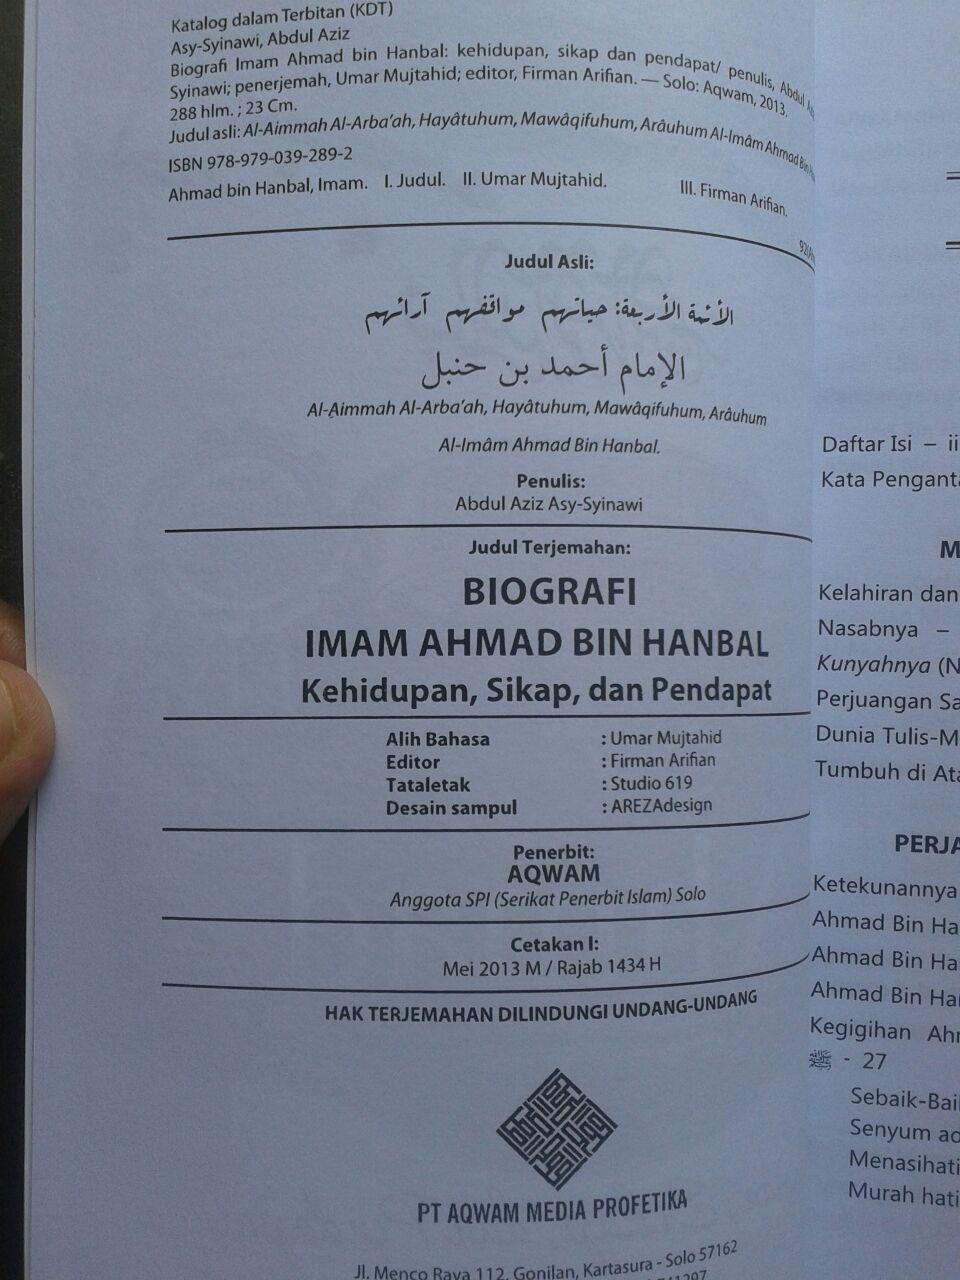 Katalog dalam Terbitan (KDT)
Asy-Syinawi, Abdul Aziz
Biografi Imam Ahmad bin Hanbal: kehidupan, sikap dan pendapat/ penulis, Abdul
Syinawi; penerjemah, Umar Mujtahid; editor, Firman Arifian. — Solo: Aqwam, 2013.
288 hlm. ; 23 Cm.
Judul asli: Al-Aimmah Al-Arba'ah, Hayâtuhum, Mawâqifuhum, Arâuhum Al-Imâm Ahmad Bin
ISBN 978-979-039-289-2
Ahmad bin Hanbal, Imam. I. Judul. II. Umar Mujtahid. III. Firman Arifian.
Judul Asli:
الأئمة الأربعة: حياتهم مواقفهم آرائهم
الإمام أحمد بن حنبل
Al-Aimmah Al-Arba'ah, Hayâtuhum, Mawâqifuhum, Arâuhum
Al-Imâm Ahmad Bin Hanbal.
Penulis:
Abdul Aziz Asy-Syinawi
Judul Terjemahan:
BIOGRAFI
IMAM AHMAD BIN HANBAL
Kehidupan, Sikap, dan Pendapat
Alih Bahasa : Umar Mujtahid
Editor : Firman Arifian
Tataletak : Studio 619
Desain sampul : AREZAdesign
Penerbit:
AQWAM
Anggota SPI (Serikat Penerbit Islam) Solo
Cetakan I:
Mei 2013 M / Rajab 1434 H
HAK TERJEMAHAN DILINDUNGI UNDANG-UNDANG
PT AQWAM MEDIA PROFETIKA
Jl. Menco Raya 112, Gonilan, Kartasura - Solo 57162
Daftar Isi – ii
Kata Penganta
M
Kelahiran dan
Nasabnya –
Kunyahnya (N
Perjuangan Sa
Dunia Tulis-M
Tumbuh di Ata
PERJA
Ketekunannya
Ahmad Bin Ha
Ahmad Bin Ha
Ahmad Bin Ha
Kegigihan Ahm
ﷺ - 27
Sebaik-Bai
Senyum ad
Menasihati
Murah hati